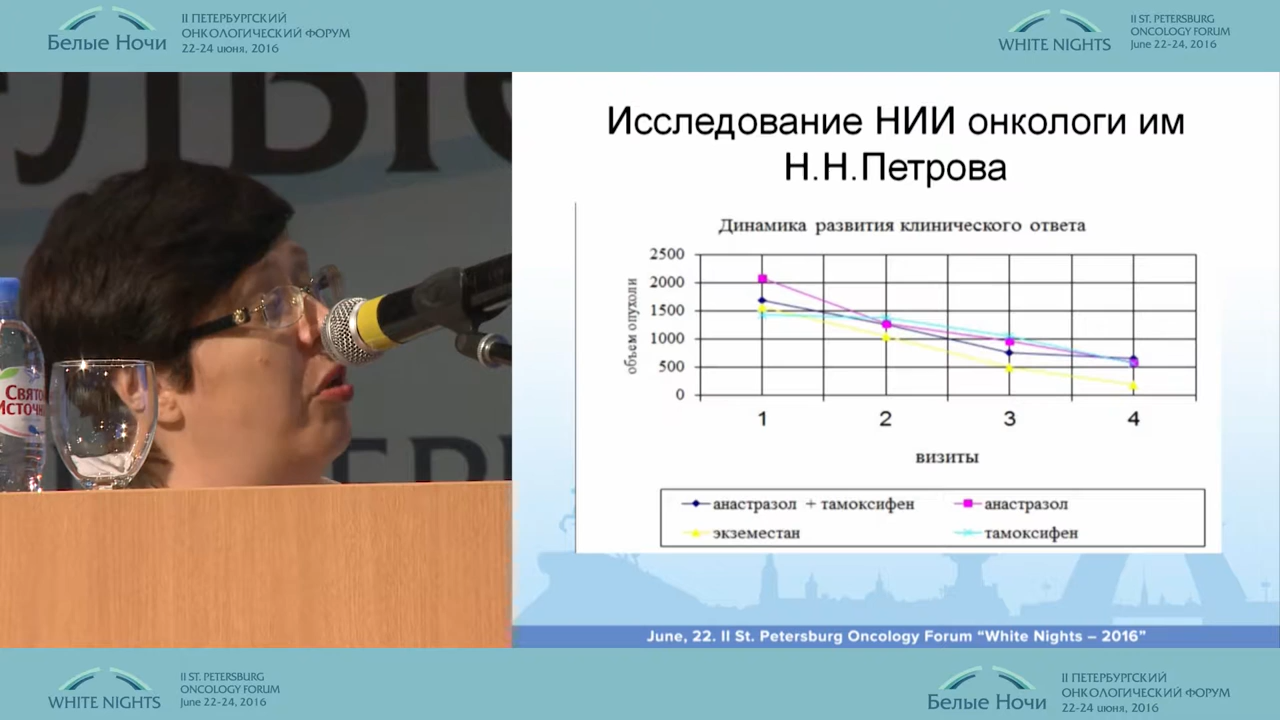 II ПЕТЕРБУРГСКИЙ
ОНКОЛОГИЧЕСКИЙ ФОРУМ
22-24 июня, 2016
Белые Ночи
II ST. PETERSBURG
ONCOLOGY FORUM
June 22-24, 2016
WHITE NIGHTS
Исследование НИИ онкологи им
Н.Н.Петрова
Динамика развития клинического ответа
объем опухоли
2500
2000
1500
1000
500
0
1 2 3 4
визиты
анастразол + тамоксифен
анастразол
экземестан
тамоксифен
June, 22. II St. Petersburg Oncology Forum “White Nights – 2016”
II ST. PETERSBURG
ONCOLOGY FORUM
June 22-24, 2016
WHITE NIGHTS
II ПЕТЕРБУРГСКИЙ
ОНКОЛОГИЧЕСКИЙ ФОРУМ
22-24 июня, 2016
Белые Ночи